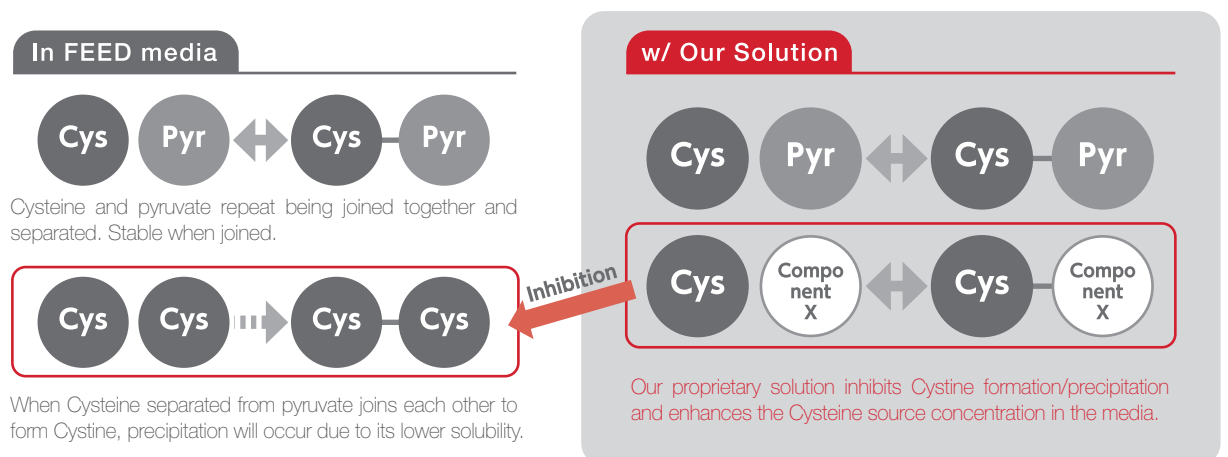 In FEED media
Cys Pyr Cys Pyr
Cysteine and pyruvate repeat being joined together and
separated. Stable when joined.
Cys Cys Cys Cys
When Cysteine separated from pyruvate joins each other to
form Cystine, precipitation will occur due to its lower solubility.
Inhibition
w/ Our Solution
Cys Pyr Cys Pyr
Cys Compo Cys Compo
nent nent
X X
Our proprietary solution inhibits Cystine formation/precipitation
and enhances the Cysteine source concentration in the media.